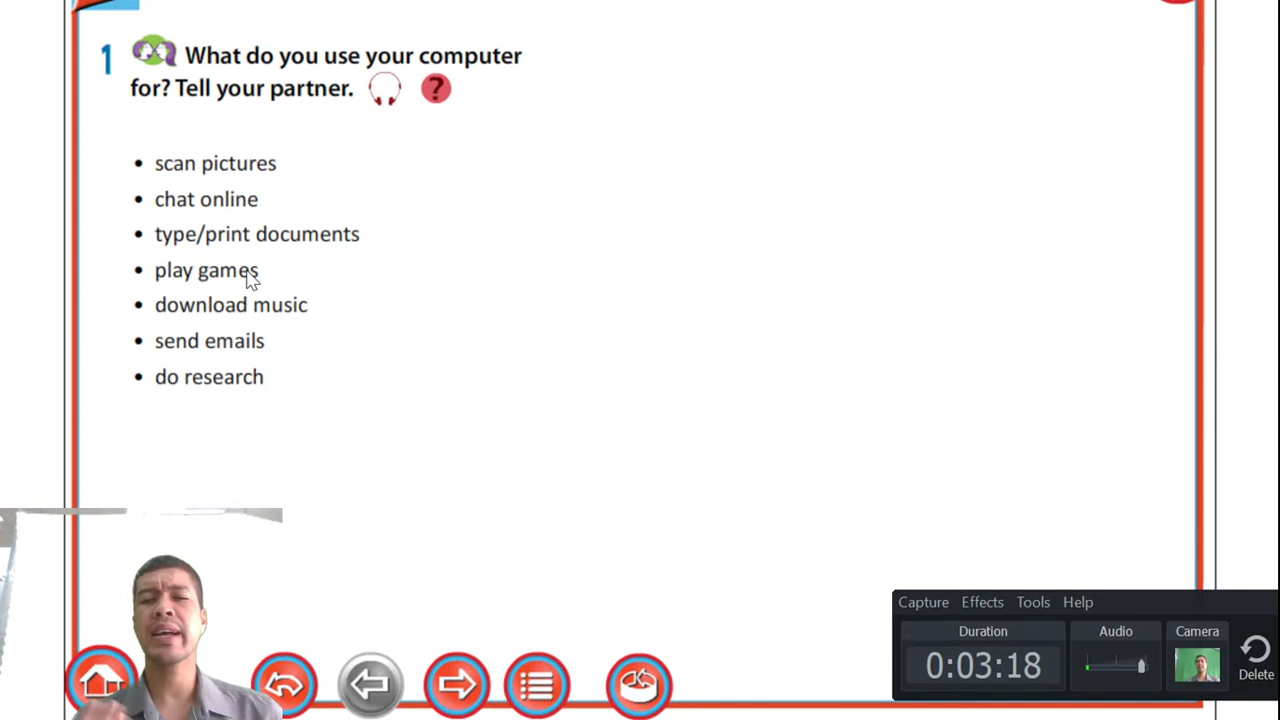 1 What do you use your computer
for? Tell your partner. ?
• scan pictures
• chat online
• type/print documents
• play games
• download music
• send emails
• do research
Capture Effects Tools Help
Duration Audio Camera
0:03:18
Delete